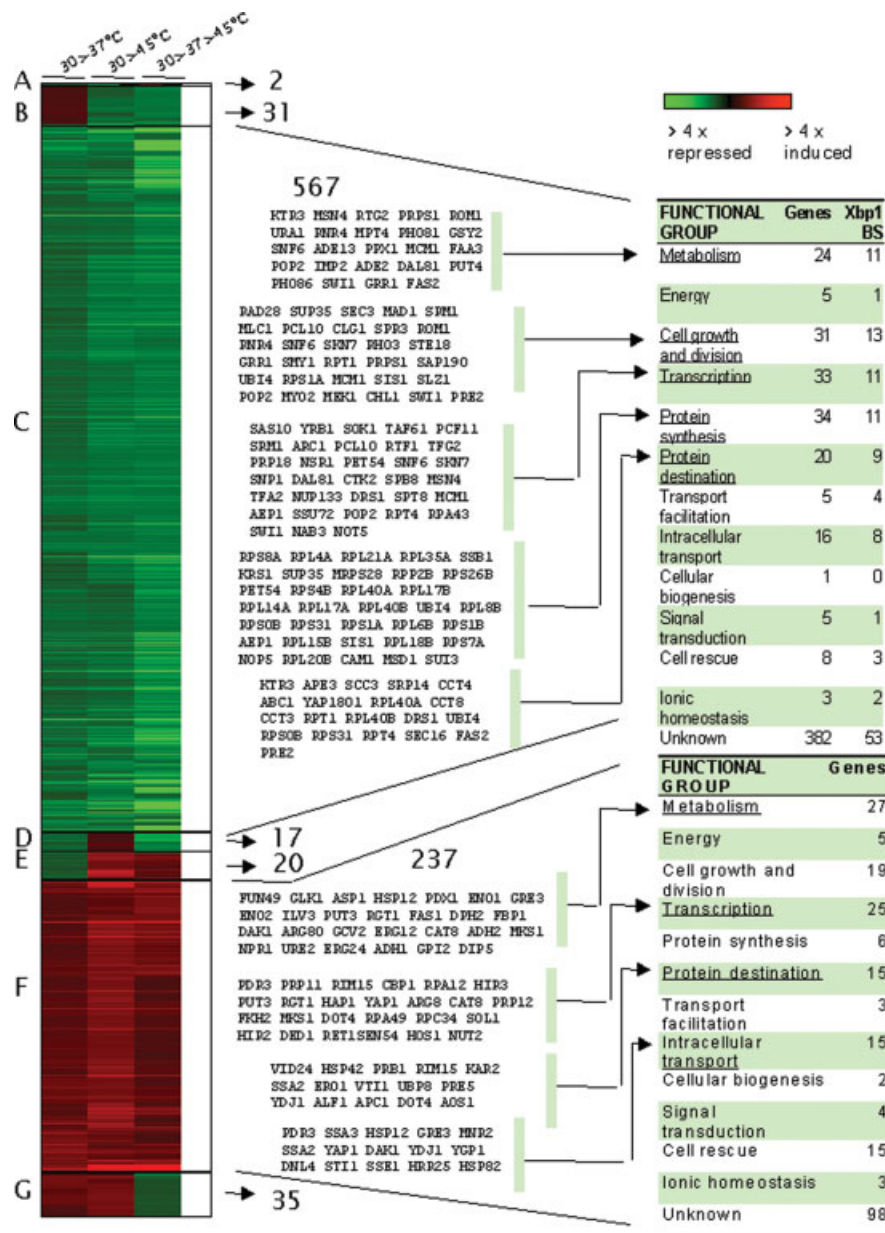 30>37°C 30>45°C 30>37>45°C
A 2
B 31
> 4 x repressed
> 4 x induced
567
KTR3 MSN4 RTG2 PRPS1 ROM1
URA1 RNR4 MPT4 PHO81 GSY2
SNF6 ADE13 PPX1 MCM1 FAA3
POP2 IMP2 ADE2 DAL81 PUT4
PHO86 SWI1 GRR1 FAS2
RAD28 SUP35 SEC3 MAD1 SRM1
MLC1 PCL10 CLG1 SPR3 ROM1
RNR4 SNF6 SKN7 PHO3 STE18
GRR1 SMY1 RPT1 PRPS1 SAP190
UBI4 RPS1A MCM1 SIS1 SLZ1
POP2 MYO2 MEK1 CHL1 SWI1 PRE2
C
SAS10 YRB1 SOK1 TAF61 PCF11
SRM1 ARC1 PCL10 RTF1 TFG2
PRP18 NSR1 PET54 SNF6 SKN7
SNP1 DAL81 CTK2 SPB8 MSN4
TFA2 NUP133 DRS1 SPT8 MCM1
AEP1 SSU72 POP2 RPT4 RPA43
SWI1 NAB3 NOT5
RPS8A RPL4A RPL21A RPL35A SSB1
KRS1 SUP35 MRPS28 RPP2B RPS26B
PET54 RPS4B RPL40A RPL17B
RPL14A RPL17A RPL40B UBI4 RPL8B
RPS0B RPS31 RPS1A RPL6B RPS1B
AEP1 RPL15B SIS1 RPL18B RPS7A
NOP5 RPL20B CAM1 MSD1 SUI3
KTR3 APE3 SCC3 SRP14 CCT4
ABC1 YAP1801 RPL40A CCT8
CCT3 RPT1 RPL40B DRS1 UBI4
RPS0B RPS31 RPT4 SEC16 FAS2
PRE2
FUNCTIONAL GROUP Genes Xbp1 BS
Metabolism 24 11
Energy 5 1
Cell growth and division 31 13
Transcription 33 11
Protein synthesis 34 11
Protein destination 20 9
Transport facilitation 5 4
Intracellular transport 16 8
Cellular biogenesis 1 0
Signal transduction 5 1
Cell rescue 8 3
Ionic homeostasis 3 2
Unknown 382 53
D 17
E 20
237
FUN49 GLK1 ASP1 HSP12 PDX1 ENO1 GRE3
ENO2 ILV3 PUT3 RGT1 FAS1 DPH2 FBP1
DAK1 ARG80 GCV2 ERG12 CAT8 ADH2 MKS1
NPR1 URE2 ERG24 ADH1 GPI2 DIP5
F
PDR3 PRP11 RIM15 CBP1 RPA12 HIR3
PUT3 RGT1 HAP1 YAP1 ARG8 CAT8 PRP12
FKH2 MKS1 DOT4 RPA49 RPC34 SOL1
HIR2 DED1 RET1SEN54 HOS1 NUT2
VID24 HSP42 PRB1 RIM15 KAR2
SSA2 ERO1 VTI1 UBP8 PRE5
YDJ1 ALF1 APC1 DOT4 AOS1
PDR3 SSA3 HSP12 GRE3 MNR2
SSA2 YAP1 DAK1 YDJ1 YGP1
DNL4 STI1 SSE1 HRR25 HSP82
G 35
FUNCTIONAL GROUP Genes
Metabolism 27
Energy 5
Cell growth and division 19
Transcription 25
Protein synthesis 6
Protein destination 15
Transport facilitation 3
Intracellular transport 15
Cellular biogenesis 2
Signal transduction 4
Cell rescue 15
Ionic homeostasis 3
Unknown 98